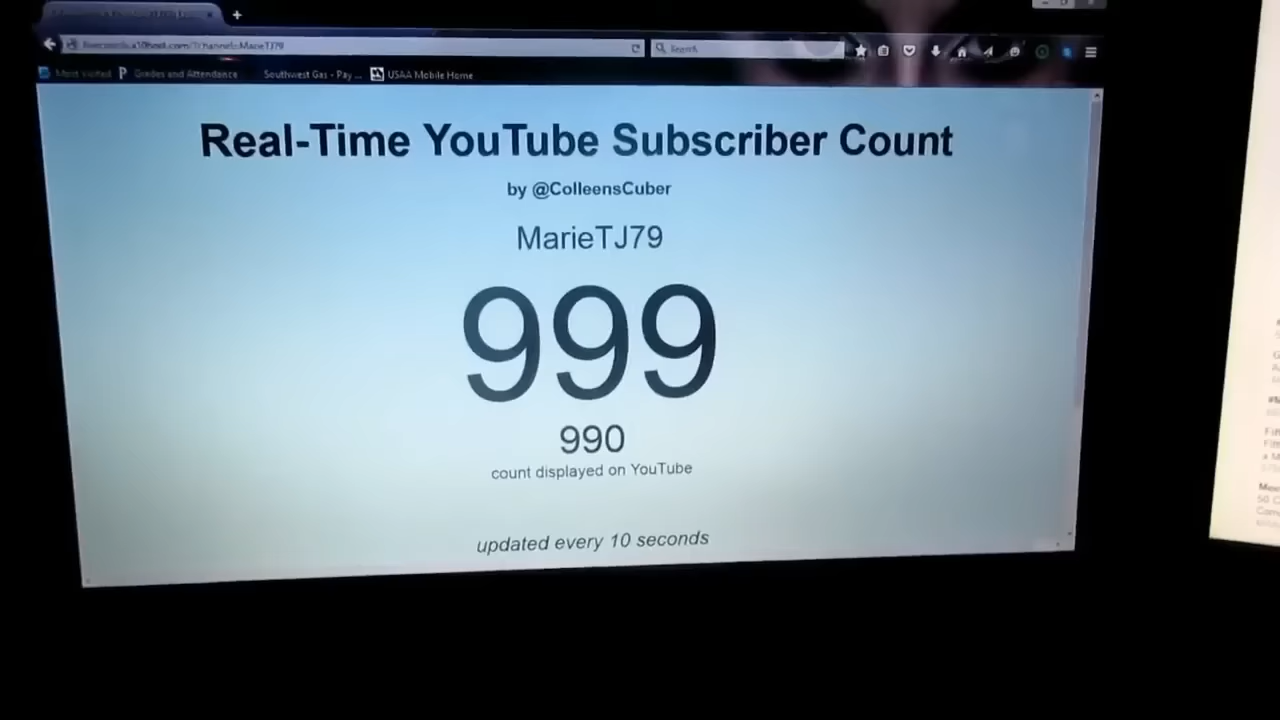 Search
Most Visited Grades and Attendance Southwest Gas - Pay ... USAA Mobile Home
Real-Time YouTube Subscriber Count
by @ColleensCuber
MarieTJ79
999
990
count displayed on YouTube
updated every 10 seconds